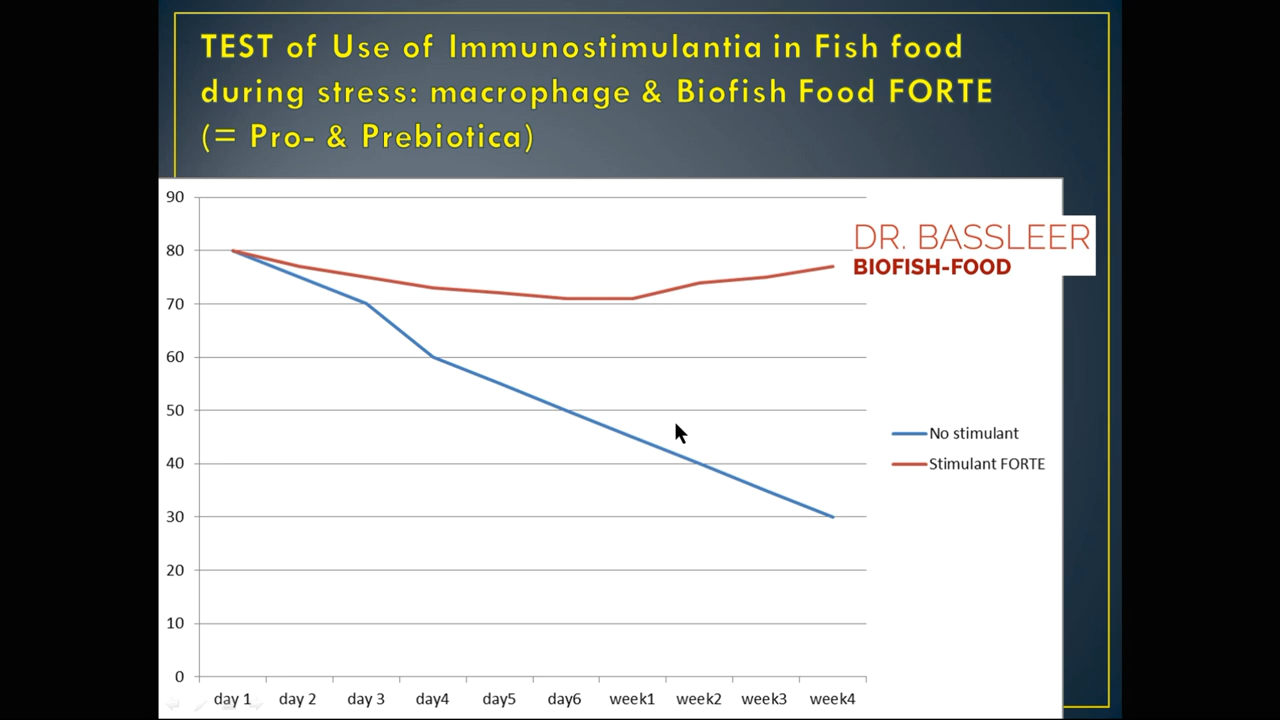 TEST of Use of Immunostimulantia in Fish food
during stress: macrophage & Biofish Food FORTE
(= Pro- & Prebiotica)
90
80
70
60
50
40
30
20
10
0
day 1 day 2 day 3 day4 day5 day6 week1 week2 week3 week4
DR. BASSLEER
BIOFISH-FOOD
No stimulant
Stimulant FORTE